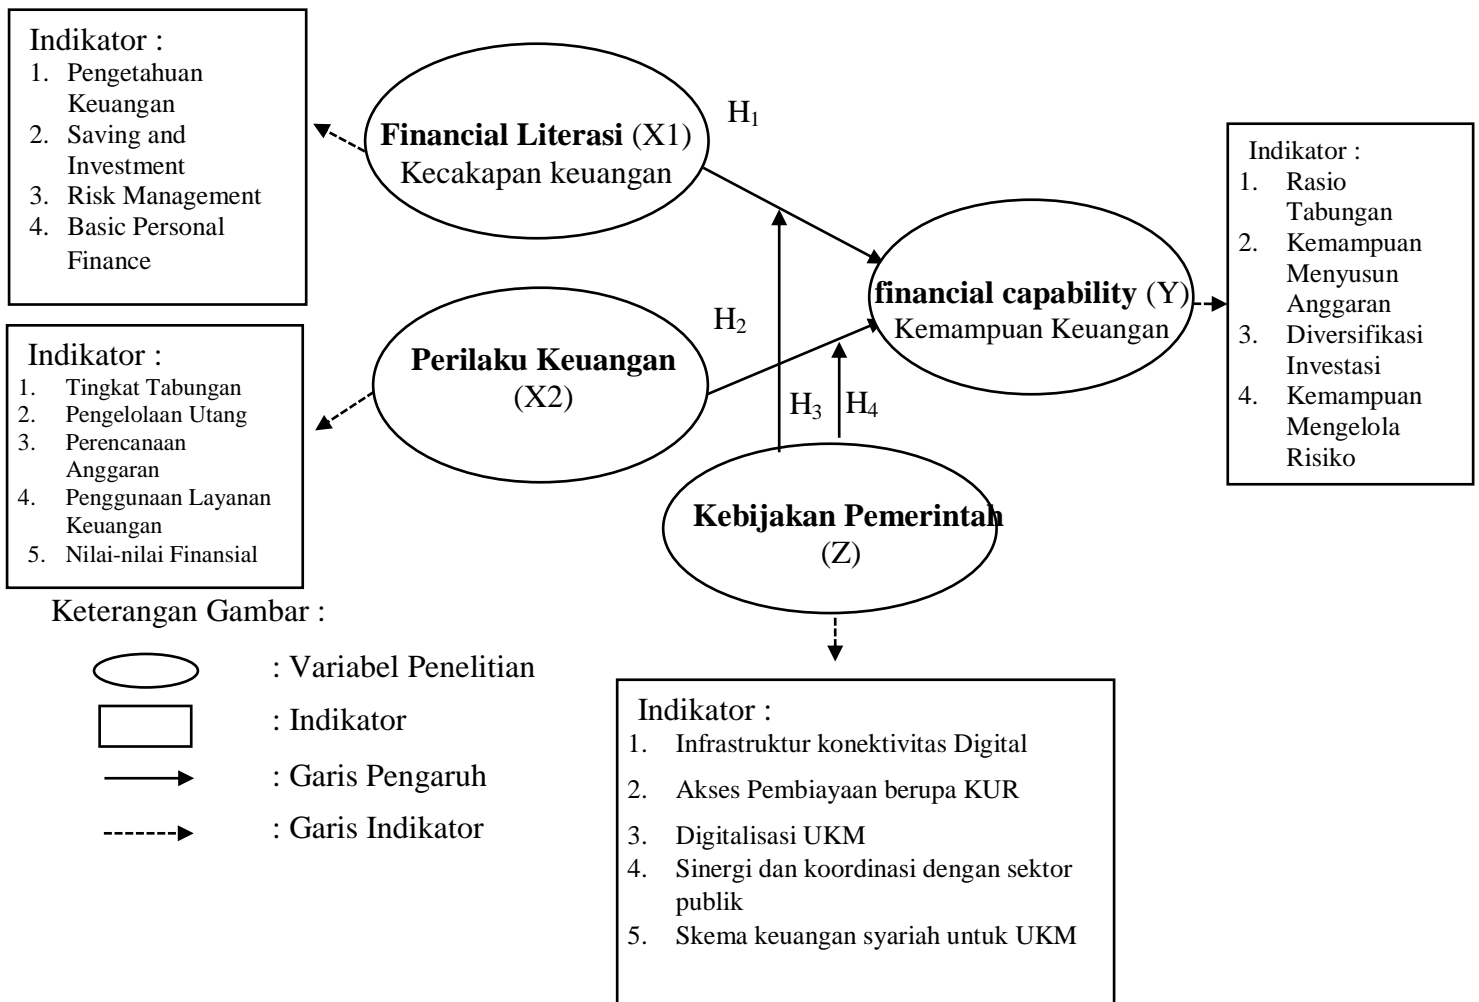 Indikator :
1. Pengetahuan
Keuangan
2. Saving and
Investment
3. Risk Management
4. Basic Personal
Finance
Financial Literasi (X1)
Kecakapan keuangan
H1
Indikator :
1. Rasio
Tabungan
2. Kemampuan
Menyusun
Anggaran
3. Diversifikasi
Investasi
4. Kemampuan
Mengelola
Risiko
financial capability (Y)
Kemampuan Keuangan
H2
Indikator :
1. Tingkat Tabungan
2. Pengelolaan Utang
3. Perencanaan
Anggaran
4. Penggunaan Layanan
Keuangan
5. Nilai-nilai Finansial
Perilaku Keuangan
(X2)
H3 H4
Kebijakan Pemerintah
(Z)
Keterangan Gambar :
: Variabel Penelitian
: Indikator
: Garis Pengaruh
: Garis Indikator
Indikator :
1. Infrastruktur konektivitas Digital
2. Akses Pembiayaan berupa KUR
3. Digitalisasi UKM
4. Sinergi dan koordinasi dengan sektor
publik
5. Skema keuangan syariah untuk UKM